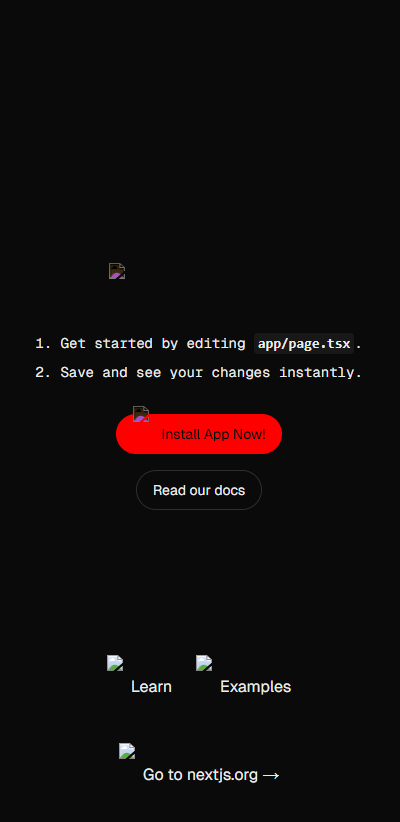 1. Get started by editing app/page.tsx.
2. Save and see your changes instantly.
Install App Now!
Read our docs
Learn
Examples
Go to nextjs.org →